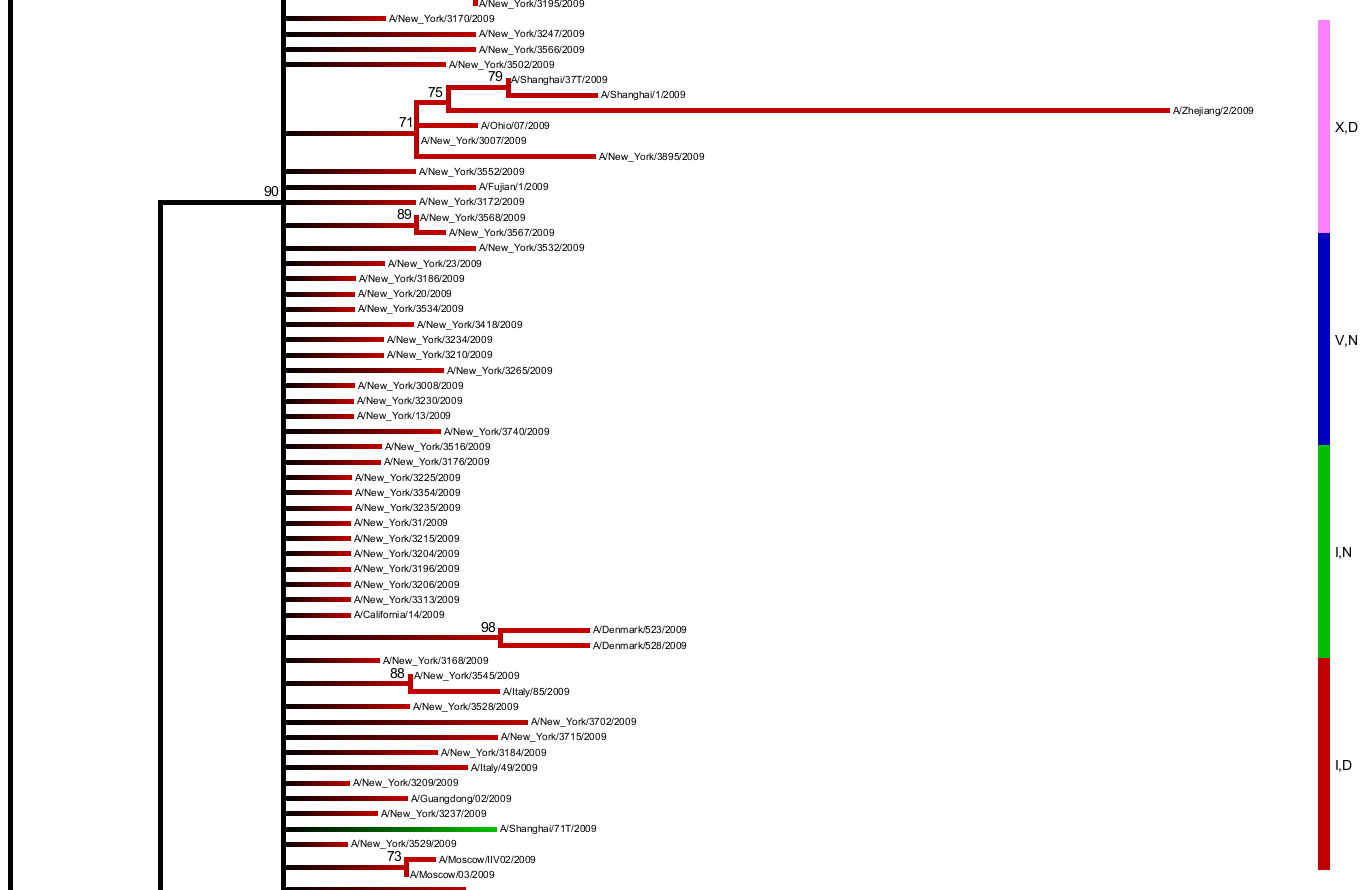 A/New_York/3195/2009
A/New_York/3170/2009
A/New_York/3247/2009
A/New_York/3566/2009
A/New_York/3502/2009
79
A/Shanghai/37T/2009
75
A/Shanghai/1/2009
A/Zhejiang/2/2009
71
A/Ohio/07/2009
X,D
A/New_York/3007/2009
A/New_York/3895/2009
A/New_York/3552/2009
A/Fujian/1/2009
90
A/New_York/3172/2009
89
A/New_York/3568/2009
A/New_York/3567/2009
A/New_York/3532/2009
A/New_York/23/2009
A/New_York/3186/2009
A/New_York/20/2009
A/New_York/3534/2009
A/New_York/3418/2009
A/New_York/3234/2009
V,N
A/New_York/3210/2009
A/New_York/3265/2009
A/New_York/3008/2009
A/New_York/3230/2009
A/New_York/13/2009
A/New_York/3740/2009
A/New_York/3516/2009
A/New_York/3176/2009
A/New_York/3225/2009
A/New_York/3354/2009
A/New_York/3235/2009
A/New_York/31/2009
A/New_York/3215/2009
A/New_York/3204/2009
I,N
A/New_York/3196/2009
A/New_York/3206/2009
A/New_York/3313/2009
A/California/14/2009
98
A/Denmark/523/2009
A/Denmark/528/2009
A/New_York/3168/2009
88
A/New_York/3545/2009
A/Italy/85/2009
A/New_York/3528/2009
A/New_York/3702/2009
A/New_York/3715/2009
A/New_York/3184/2009
A/Italy/49/2009
I,D
A/New_York/3209/2009
A/Guangdong/02/2009
A/New_York/3237/2009
A/Shanghai/71T/2009
A/New_York/3529/2009
73
A/Moscow/IIV02/2009
A/Moscow/03/2009